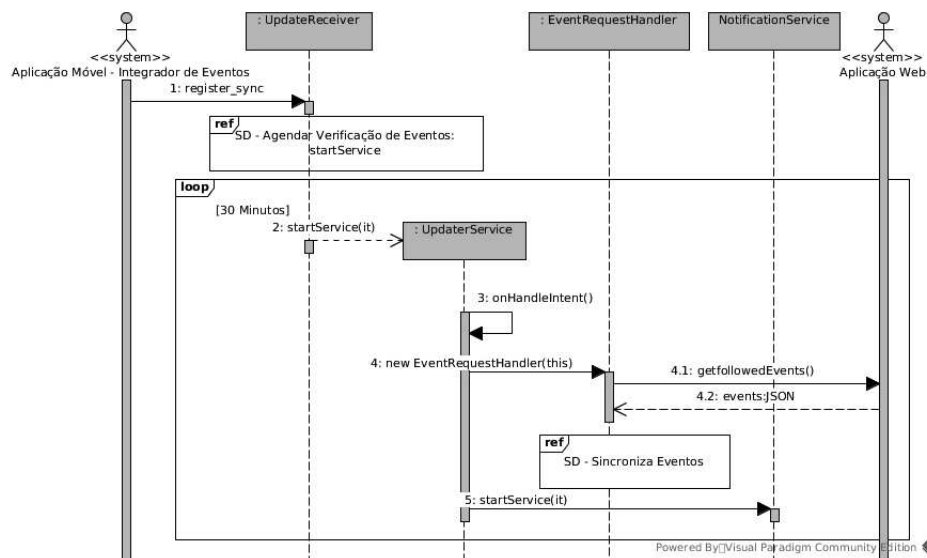 : UpdateReceiver
: EventRequestHandler
NotificationService
<<system>>
Aplicação Móvel - Integrador de Eventos
<<system>>
Aplicação Web
1: register_sync
ref
SD - Agendar Verificação de Eventos:
startService
loop
[30 Minutos]
2: startService(it)
: UpdaterService
3: onHandleIntent()
4: new EventRequestHandler(this)
4.1: getfollowedEvents()
4.2: events:JSON
ref
SD - Sincroniza Eventos
5: startService(it)
Powered By Visual Paradigm Community Edition